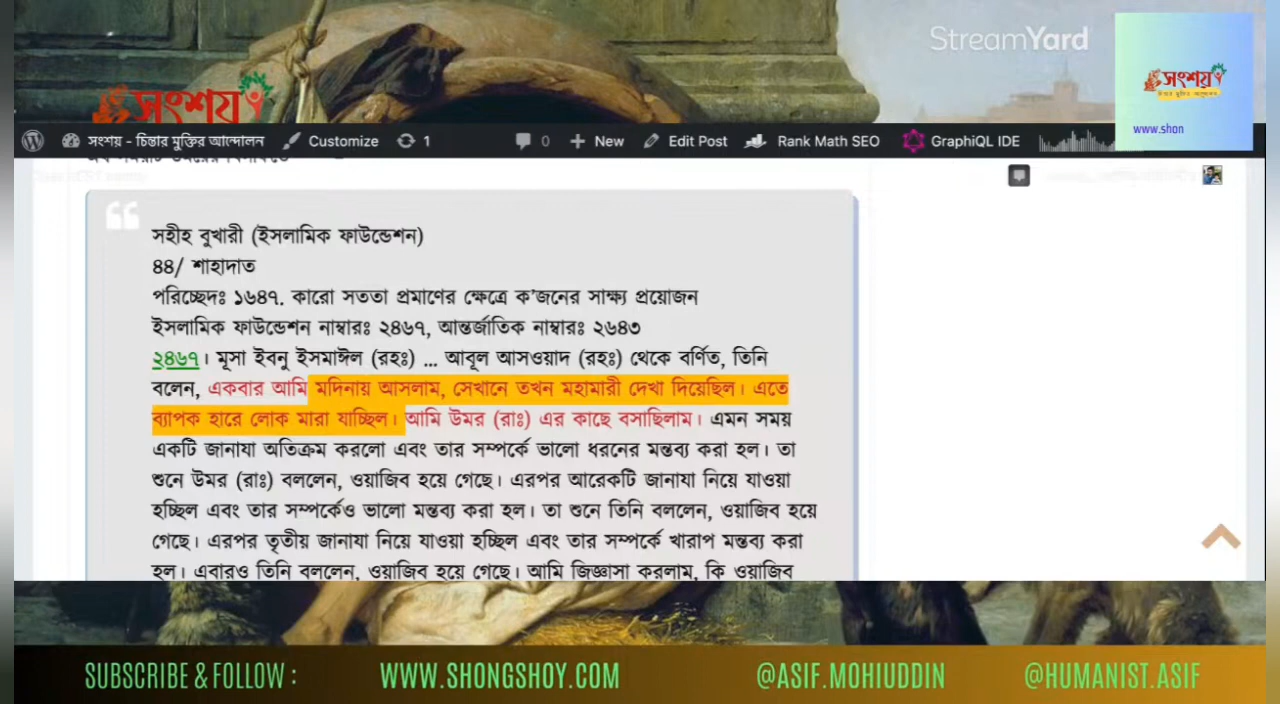 StreamYard
সংশয়
সংশয়
www.shon
সংশয় - চিন্তার মুক্তির আন্দোলন Customize 1 0 New Edit Post Rank Math SEO GraphiQL IDE
সহীহ বুখারী (ইসলামিক ফাউন্ডেশন)
৪৪/ শাহাদাত
পরিচ্ছেদঃ ১৬৪৭. কারো সততা প্রমাণের ক্ষেত্রে ক'জনের সাক্ষ্য প্রয়োজন
ইসলামিক ফাউন্ডেশন নাম্বারঃ ২৪৬৭, আন্তর্জাতিক নাম্বারঃ ২৬৪৩
২৪৬৭। মূসা ইবনু ইসমাঈল (রহঃ) ... আবূল আসওয়াদ (রহঃ) থেকে বর্ণিত, তিনি
বলেন, একবার আমি মদিনায় আসলাম, সেখানে তখন মহামারী দেখা দিয়েছিল। এতে
ব্যাপক হারে লোক মারা যাচ্ছিল। আমি উমর (রাঃ) এর কাছে বসাছিলাম। এমন সময়
একটি জানাযা অতিক্রম করলো এবং তার সম্পর্কে ভালো ধরনের মন্তব্য করা হল। তা
শুনে উমর (রাঃ) বললেন, ওয়াজিব হয়ে গেছে। এরপর আরেকটি জানাযা নিয়ে যাওয়া
হচ্ছিল এবং তার সম্পর্কেও ভালো মন্তব্য করা হল। তা শুনে তিনি বললেন, ওয়াজিব হয়ে
গেছে। এরপর তৃতীয় জানাযা নিয়ে যাওয়া হচ্ছিল এবং তার সম্পর্কে খারাপ মন্তব্য করা
হল। এবারও তিনি বললেন, ওয়াজিব হয়ে গেছে। আমি জিজ্ঞাসা করলাম, কি ওয়াজিব
SUBSCRIBE & FOLLOW : WWW.SHONGSHOY.COM @ASIF.MOHIUDDIN @HUMANIST.ASIF